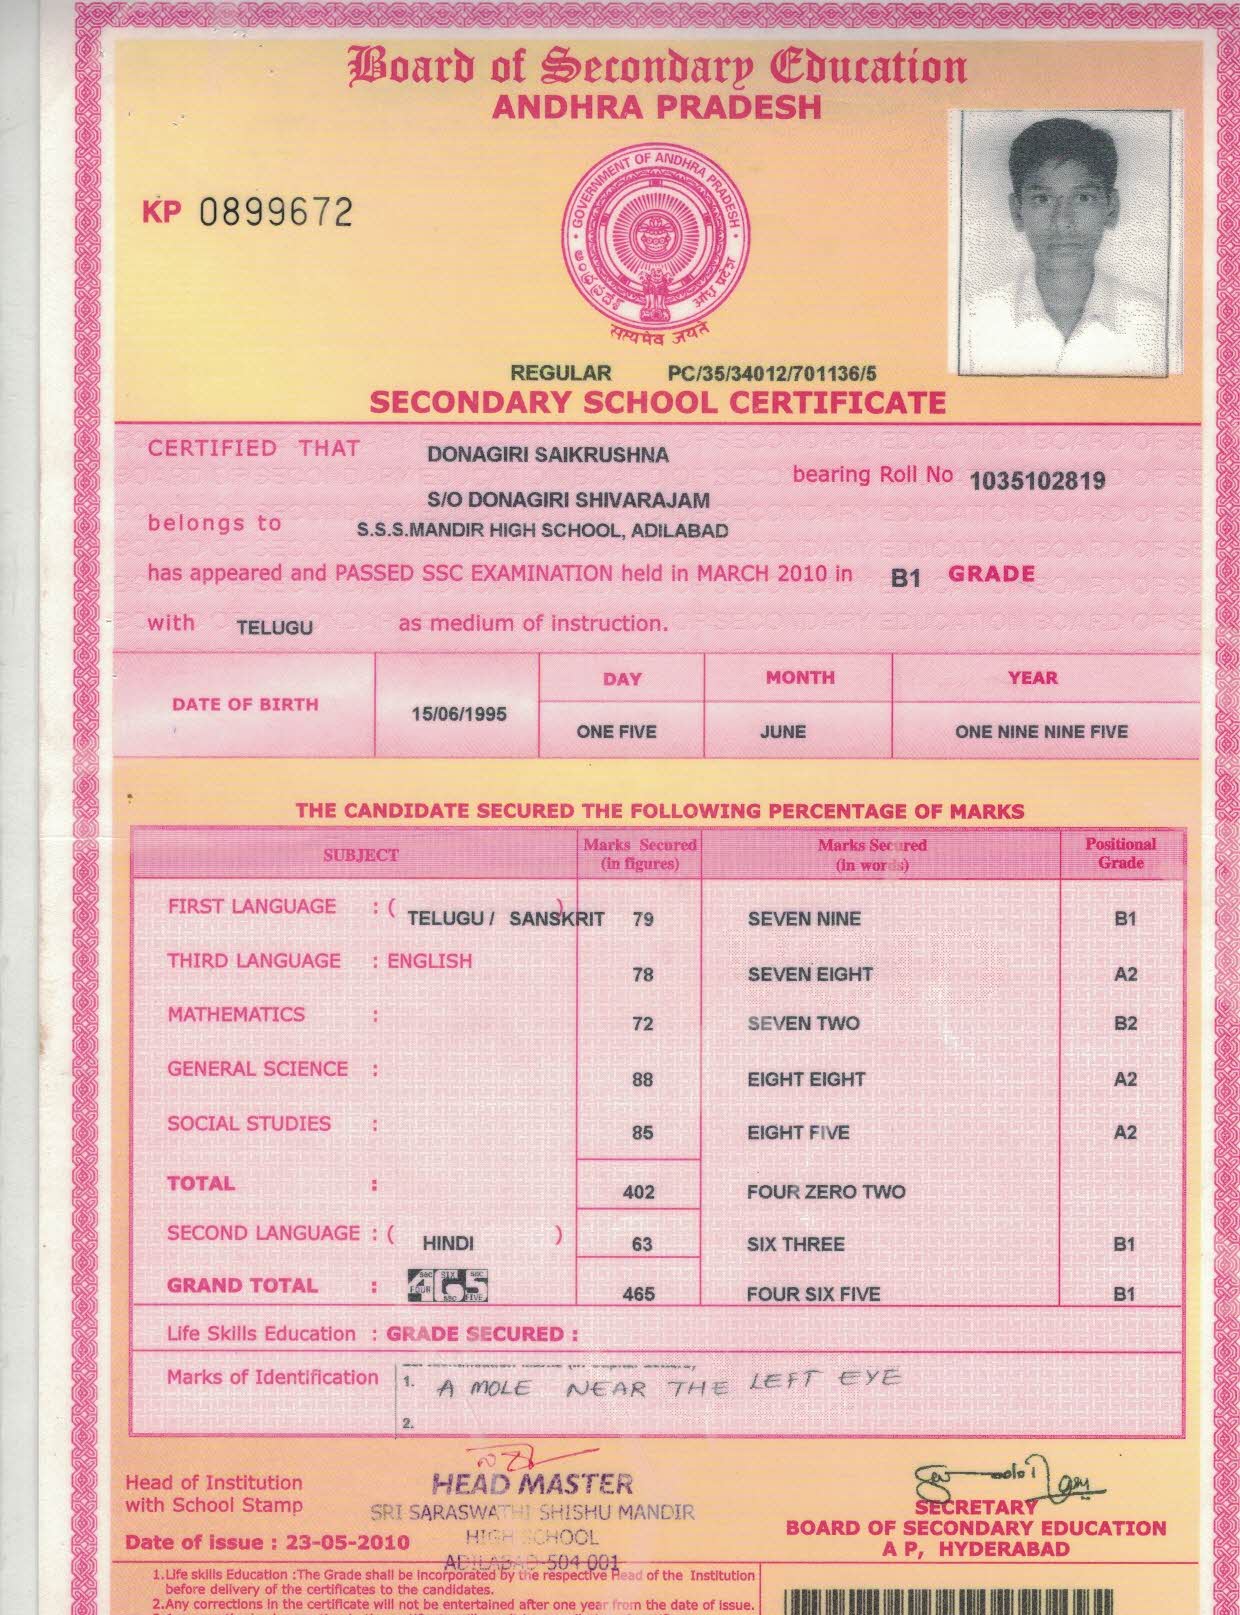 Board of Secondary Education
ANDHRA PRADESH
KP 0899672
GOVERNMENT OF ANDHRA PRADESH
ఆంధ్రప్రదేశ్
आंध्र प्रदेश
सत्यमेव जयते
REGULAR PC/35/34012/701136/5
SECONDARY SCHOOL CERTIFICATE
CERTIFIED THAT DONAGIRI SAIKRUSHNA
bearing Roll No 1035102819
S/O DONAGIRI SHIVARAJAM
belongs to S.S.S.MANDIR HIGH SCHOOL, ADILABAD
has appeared and PASSED SSC EXAMINATION held in MARCH 2010 in B1 GRADE
with TELUGU as medium of instruction.
DATE OF BIRTH 15/06/1995
DAY MONTH YEAR
ONE FIVE JUNE ONE NINE NINE FIVE
THE CANDIDATE SECURED THE FOLLOWING PERCENTAGE OF MARKS
SUBJECT Marks Secured (in figures) Marks Secured (in words) Positional Grade
FIRST LANGUAGE : ( TELUGU / SANSKRIT ) 79 SEVEN NINE B1
THIRD LANGUAGE : ENGLISH 78 SEVEN EIGHT A2
MATHEMATICS : 72 SEVEN TWO B2
GENERAL SCIENCE : 88 EIGHT EIGHT A2
SOCIAL STUDIES : 85 EIGHT FIVE A2
TOTAL : 402 FOUR ZERO TWO
SECOND LANGUAGE : ( HINDI ) 63 SIX THREE B1
GRAND TOTAL : 465 465 FOUR SIX FIVE B1
Life Skills Education : GRADE SECURED :
Marks of Identification 1. A MOLE NEAR THE LEFT EYE
2.
Head of Institution
with School Stamp
HEAD MASTER
SRI SARASWATHI SHISHU MANDIR
HIGH SCHOOL
ADILABAD-504 001
SECRETARY
BOARD OF SECONDARY EDUCATION
A P, HYDERABAD
Date of issue : 23-05-2010
1.Life skills Education :The Grade shall be incorporated by the respective Head of the Institution
before delivery of the certificates to the candidates.
2.Any corrections in the certificate will not be entertained after one year from the date of issue.